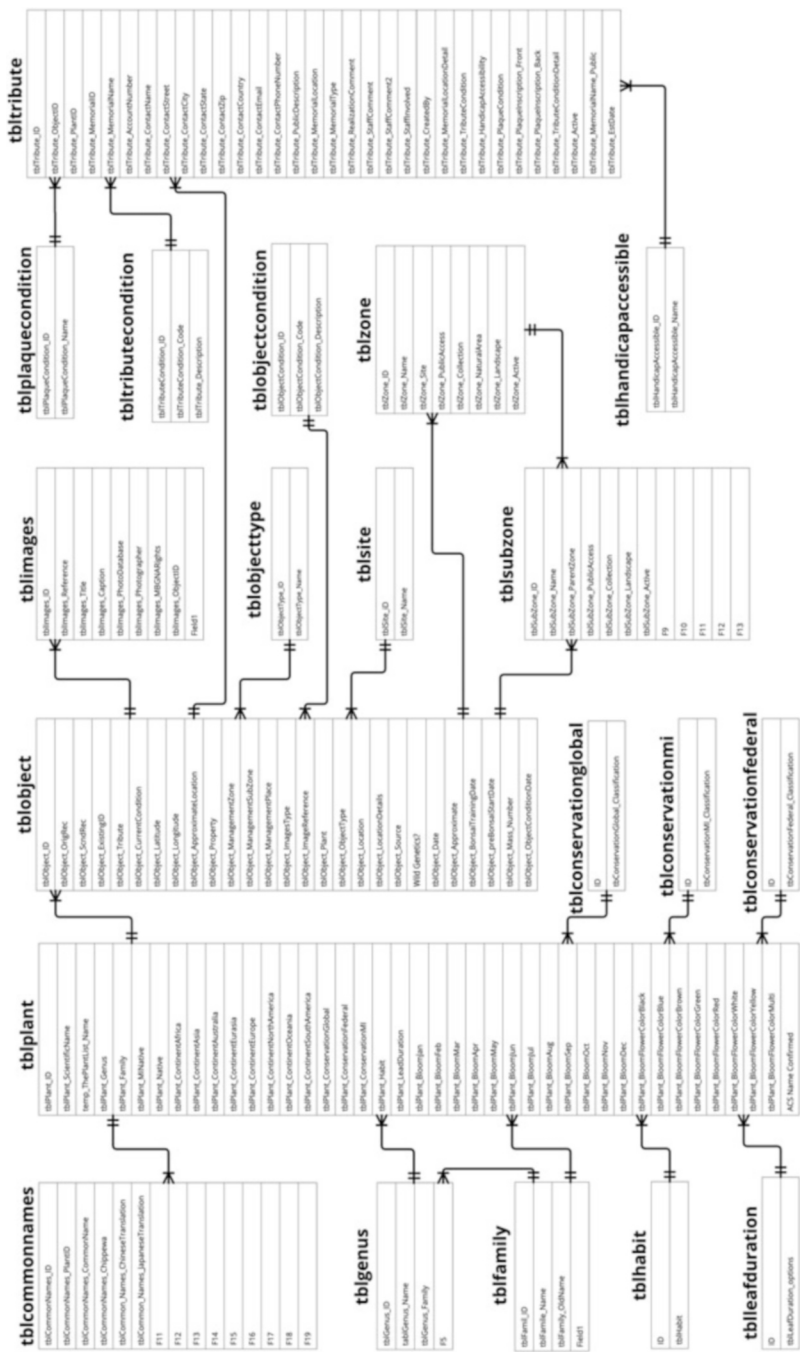 tblcommonnames
tblCommonNames_ID
tblCommonNames_PlantID
tblCommonNames_CommonName
tblCommonNames_Chippewa
tblCommon_Names_ChineseTranslation
tblCommon_Names_JapaneseTranslation
F11
F12
F13
F14
F15
F16
F17
F18
F19
tblgenus
tblGenus_ID
tablGenus_Name
tblGenus_Family
F5
tblfamily
tblFamil_ID
tblFamile_Name
tblFamily_OldName
Field1
tblhabit
ID
tblHabit
tblleafduration
ID
tblLeafDuration_options
tblplant
tblPlant_ID
tblPlant_ScientificName
temp_ThePlantList_Name
tblPlant_Genus
tblPlant_Family
tblPlant_MINative
tblPlant_Native
tblPlant_ContinentAfrica
tblPlant_ContinentAsia
tblPlant_ContinentAustralia
tblPlant_ContinentEurasia
tblPlant_ContinentEurope
tblPlant_ContinentNorthAmerica
tblPlant_ContinentOceania
tblPlant_ContinentSouthAmerica
tblPlant_ConservationGlobal
tblPlant_ConservationFederal
tblPlant_ConservationMI
tblPlant_Habit
tblPlant_LeadDuration
tblPlant_BloomJan
tblPlant_BloomFeb
tblPlant_BloomMar
tblPlant_BloomApr
tblPlant_BloomMay
tblPlant_BloomJun
tblPlant_BloomJul
tblPlant_BloomAug
tblPlant_BloomSep
tblPlant_BloomOct
tblPlant_BloomNov
tblPlant_BloomDec
tblPlant_BloomFlowerColorBlack
tblPlant_BloomFlowerColorBlue
tblPlant_BloomFlowerColorBrown
tblPlant_BloomFlowerColorGreen
tblPlant_BloomFlowerColorRed
tblPlant_BloomFlowerColorWhite
tblPlant_BloomFlowerColorYellow
tblPlant_BloomFlowerColorMulti
ACS Name Confirmed
tblobject
tblObject_ID
tblObject_OrigRec
tblObject_ScndRec
tblObject_ExistingID
tblObject_Tribute
tblObject_CurrentCondition
tblObject_Latitude
tblObject_Longitude
tblObject_ApproximateLocation
tblObject_Property
tblObject_ManagementZone
tblObject_ManagementSubZone
tblObject_ManagementPlace
tblObject_ImagesType
tblObject_ImageReference
tblObject_Plant
tblObject_ObjectType
tblObject_Location
tblObject_LocationDetails
tblObject_Source
Wild Genetics?
tblObject_Date
tblObject_Approximate
tblObject_BonsaiTrainingDate
tblObject_preBonsaiStartDate
tblObject_Mass_Number
tblObject_ObjectConditionDate
tblconservationglobal
ID
tbConservationGlobal_Classification
tblconservationmi
ID
tbConservationMI_Classification
tblconservationfederal
ID
tbConservationFederal_Classification
tblimages
tblImages_ID
tblImages_Reference
tblImages_Title
tblImages_Caption
tblImages_PhotoDatabase
tblImages_Photographer
tblImages_MBGNARights
tblImages_ObjectID
Field1
tblobjecttype
tblObjectType_ID
tblObjectType_Name
tblsite
tblSite_ID
tblSite_Name
tblsubzone
tblSubZone_ID
tblSubZone_Name
tblSubZone_ParentZone
tblSubZone_PublicAccess
tblSubZone_Collection
tblSubZone_Landscape
tblSubZone_Active
F9
F10
F11
F12
F13
tblplaquecondition
tblPlaqueCondition_ID
tblPlaqueCondition_Name
tbltributecondition
tblTributeCondition_ID
tblTributeCondition_Code
tblTribute_Description
tblobjectcondition
tblObjectCondition_ID
tblObjectCondition_Code
tblObjectCondition_Description
tblzone
tblZone_ID
tblZone_Name
tblZone_Site
tblZone_PublicAccess
tblZone_Collection
tblZone_NaturalArea
tblZone_Landscape
tblZone_Active
tblhandicapaccessible
tblHandicapAccessible_ID
tblHandicapAccessible_Name
tbltribute
tblTribute_ID
tblTribute_ObjectID
tblTribute_PlantID
tblTribute_MemorialID
tblTribute_MemorialName
tblTribute_AccountNumber
tblTribute_ContactName
tblTribute_ContactStreet
tblTribute_ContactCity
tblTribute_ContactState
tblTribute_ContactZip
tblTribute_ContactCountry
tblTribute_ContactEmail
tblTribute_ContactPhoneNumber
tblTribute_PublicDescription
tblTribute_MemorialLocation
tblTribute_MemorialType
tblTribute_RealizationComment
tblTribute_StaffComment
tblTribute_StaffComment2
tblTribute_StaffInvolved
tblTribute_CreatedBy
tblTribute_MemorialLocationDetail
tblTribute_TributeCondition
tblTribute_HandicapAccessibility
tblTribute_PlaqueCondition
tblTribute_PlaqueInscription_Front
tblTribute_PlaqueInscription_Back
tblTribute_TributeConditionDetail
tblTribute_Active
tblTribute_MemorialName_Public
tblTribute_EstDate